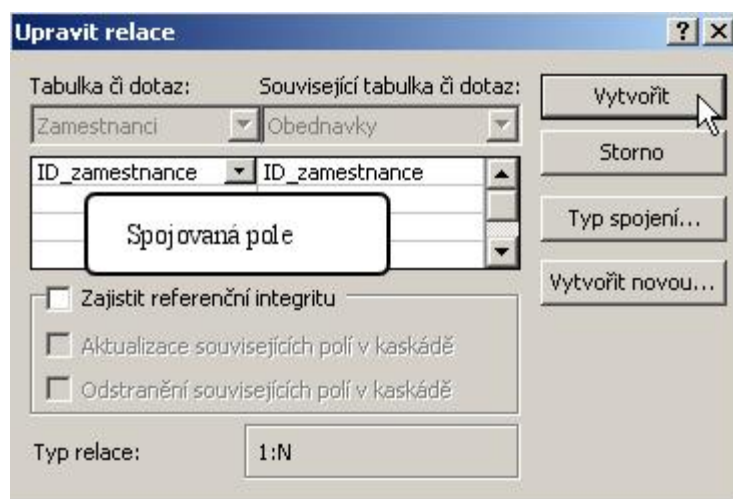 Upravit relace
Tabulka či dotaz: Související tabulka či dotaz:
Zamestnanci Obednavky
ID_zamestnance ID_zamestnance
Spojovaná pole
Zajistit referenční integritu
Aktualizace souvisejících polí v kaskádě
Odstranění souvisejících polí v kaskádě
Typ relace: 1:N
Vytvořit
Storno
Typ spojení...
Vytvořit novou...